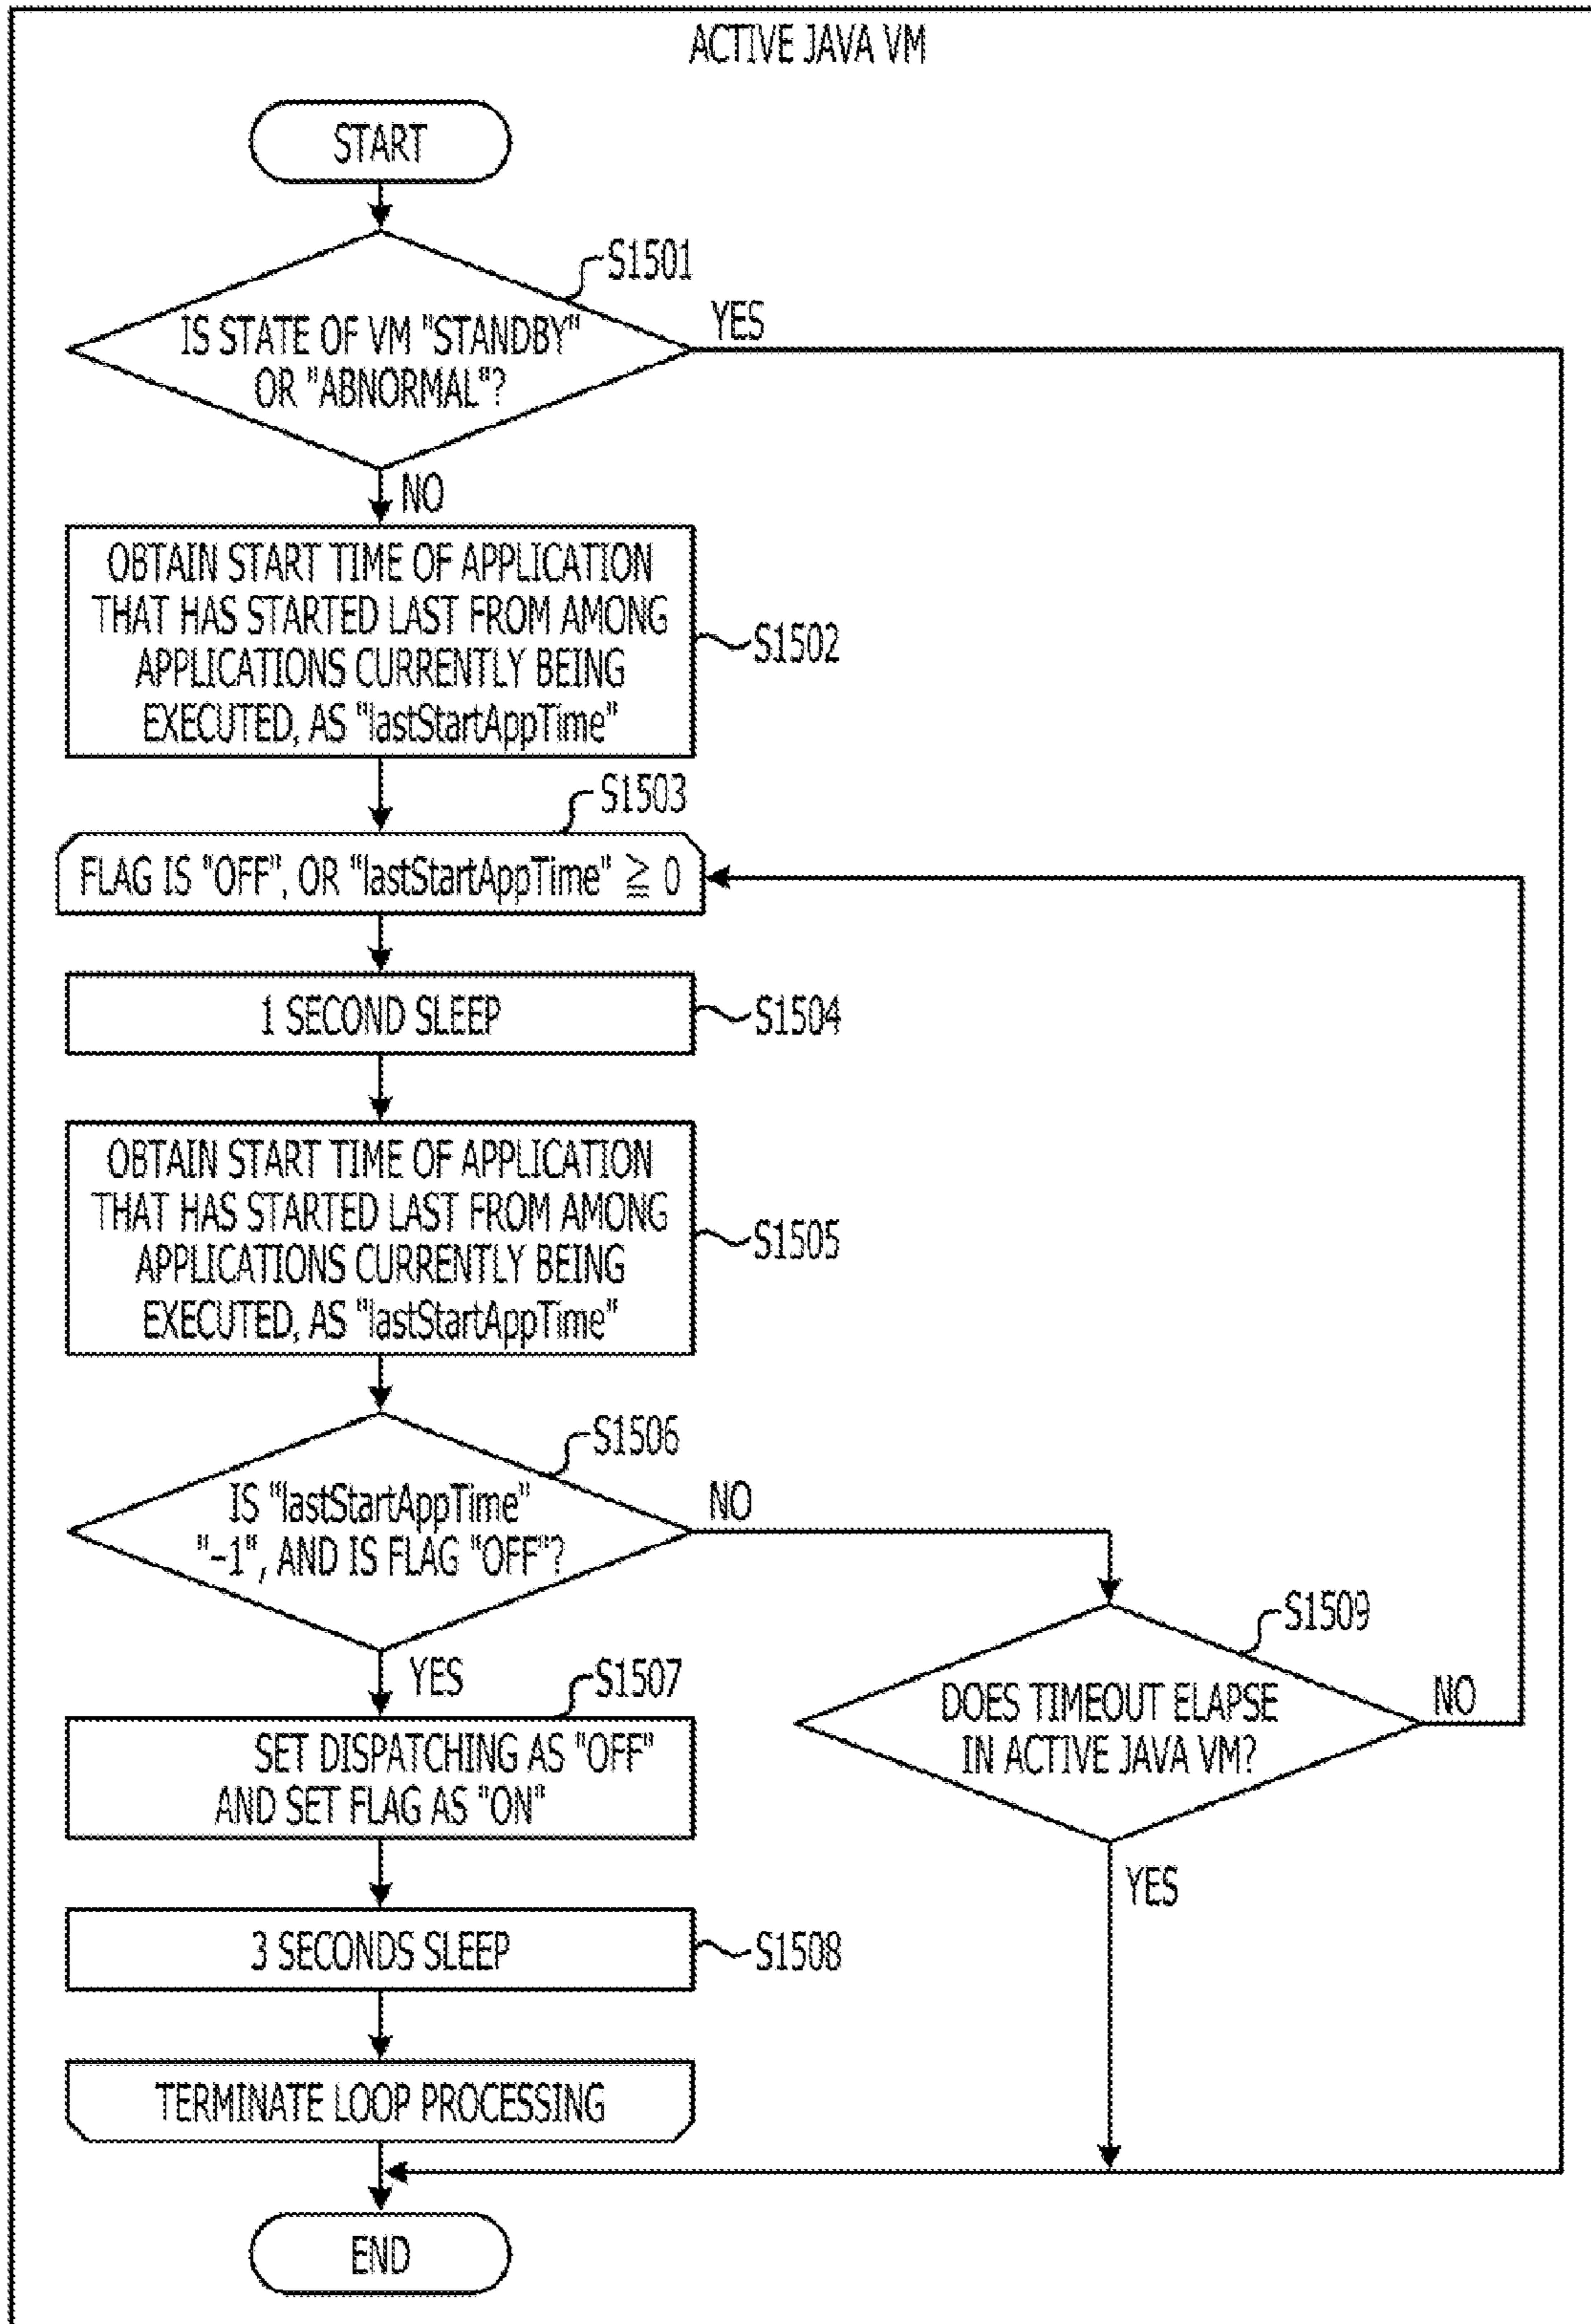 ACTIVE JAVA VM
START
S1501
IS STATE OF VM "STANDBY"
OR "ABNORMAL"?
YES
NO
OBTAIN START TIME OF APPLICATION
THAT HAS STARTED LAST FROM AMONG
APPLICATIONS CURRENTLY BEING
EXECUTED, AS "lastStartAppTime"
S1502
S1503
FLAG IS "OFF", OR "lastStartAppTime" ≧ 0
1 SECOND SLEEP
S1504
OBTAIN START TIME OF APPLICATION
THAT HAS STARTED LAST FROM AMONG
APPLICATIONS CURRENTLY BEING
EXECUTED, AS "lastStartAppTime"
S1505
S1506
IS "lastStartAppTime"
"-1", AND IS FLAG "OFF"?
NO
YES
S1509
DOES TIMEOUT ELAPSE
IN ACTIVE JAVA VM?
NO
YES
S1507
SET DISPATCHING AS "OFF"
AND SET FLAG AS "ON"
3 SECONDS SLEEP
S1508
TERMINATE LOOP PROCESSING
END